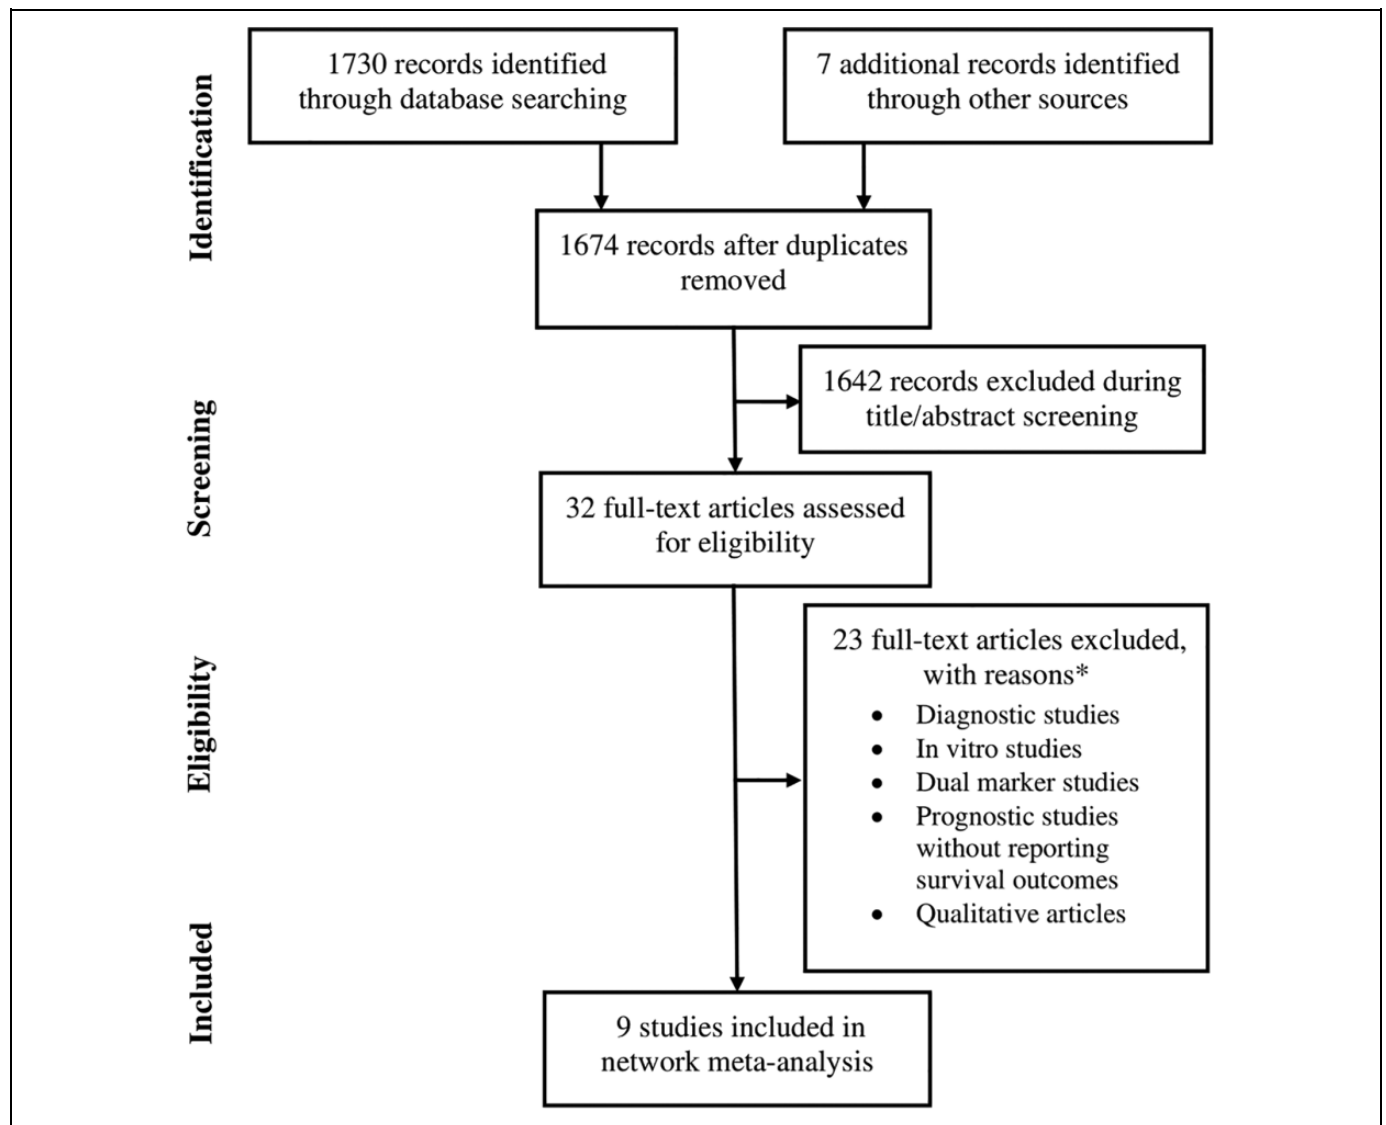 Identification
1730 records identified
through database searching
7 additional records identified
through other sources
1674 records after duplicates
removed
Screening
1642 records excluded during
title/abstract screening
32 full-text articles assessed
for eligibility
Eligibility
23 full-text articles excluded,
with reasons*
• Diagnostic studies
• In vitro studies
• Dual marker studies
• Prognostic studies
without reporting
survival outcomes
• Qualitative articles
Included
9 studies included in
network meta-analysis